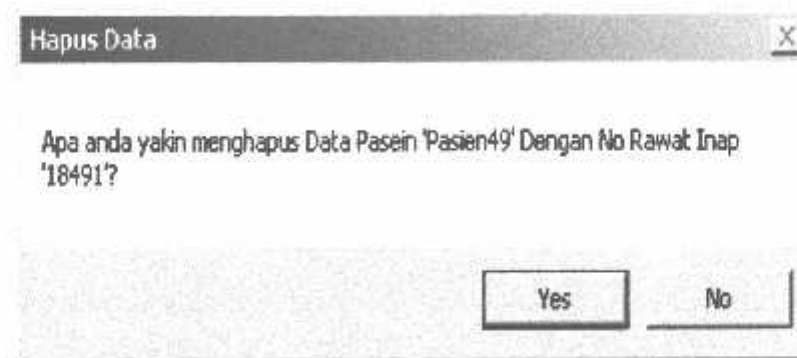 Hapus Data
X
Apa anda yakin menghapus Data Pasein 'Pasien49' Dengan No Rawat Inap
'18491'?
Yes
No